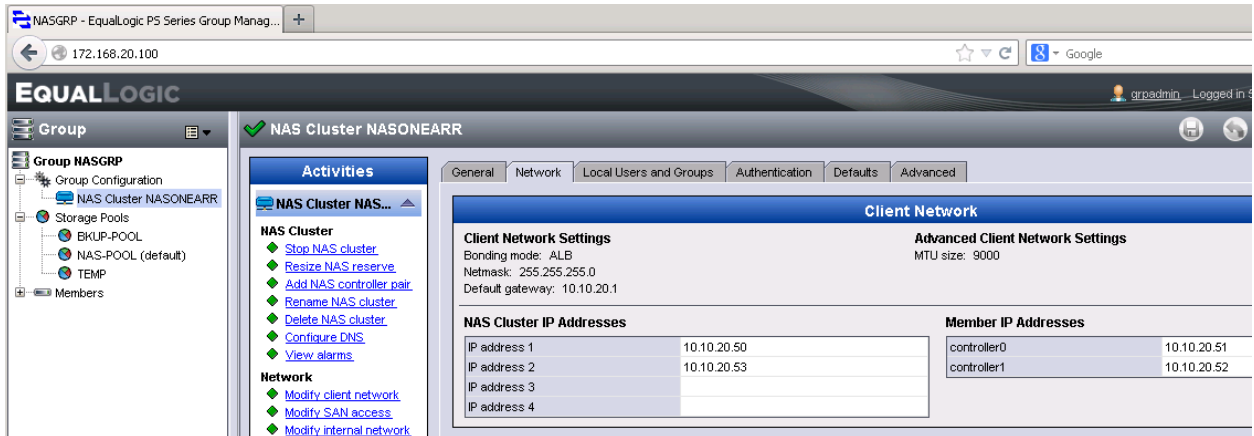 NASGRP - EqualLogic PS Series Group Manag...
172.168.20.100
Google
EQUALLOGIC
grpadmin Logged in
Group
NAS Cluster NASONEARR
Group NASGRP
Group Configuration
NAS Cluster NASONEARR
Storage Pools
BKUP-POOL
NAS-POOL (default)
TEMP
Members
Activities
NAS Cluster NAS...
NAS Cluster
Stop NAS cluster
Resize NAS reserve
Add NAS controller pair
Rename NAS cluster
Delete NAS cluster
Configure DNS
View alarms
Network
Modify client network
Modify SAN access
Modify internal network
General Network Local Users and Groups Authentication Defaults Advanced
Client Network
Client Network Settings
Bonding mode: ALB
Netmask: 255.255.255.0
Default gateway: 10.10.20.1
Advanced Client Network Settings
MTU size: 9000
NAS Cluster IP Addresses
IP address 1 10.10.20.50
IP address 2 10.10.20.53
IP address 3
IP address 4
Member IP Addresses
controller0 10.10.20.51
controller1 10.10.20.52